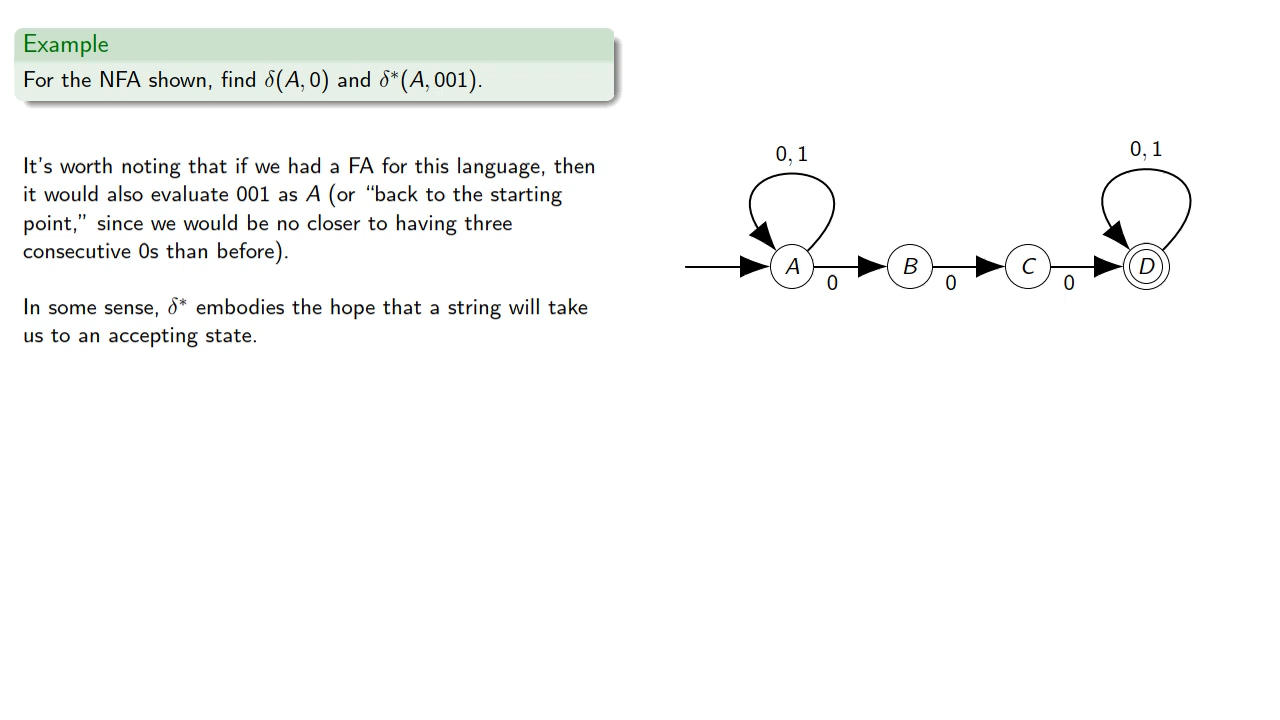 Example
For the NFA shown, find δ(A, 0) and δ*(A, 001).
It's worth noting that if we had a FA for this language, then
it would also evaluate 001 as A (or “back to the starting
point,” since we would be no closer to having three
consecutive 0s than before).
In some sense, δ* embodies the hope that a string will take
us to an accepting state.
0, 1
0, 1
A
B
C
D
0
0
0